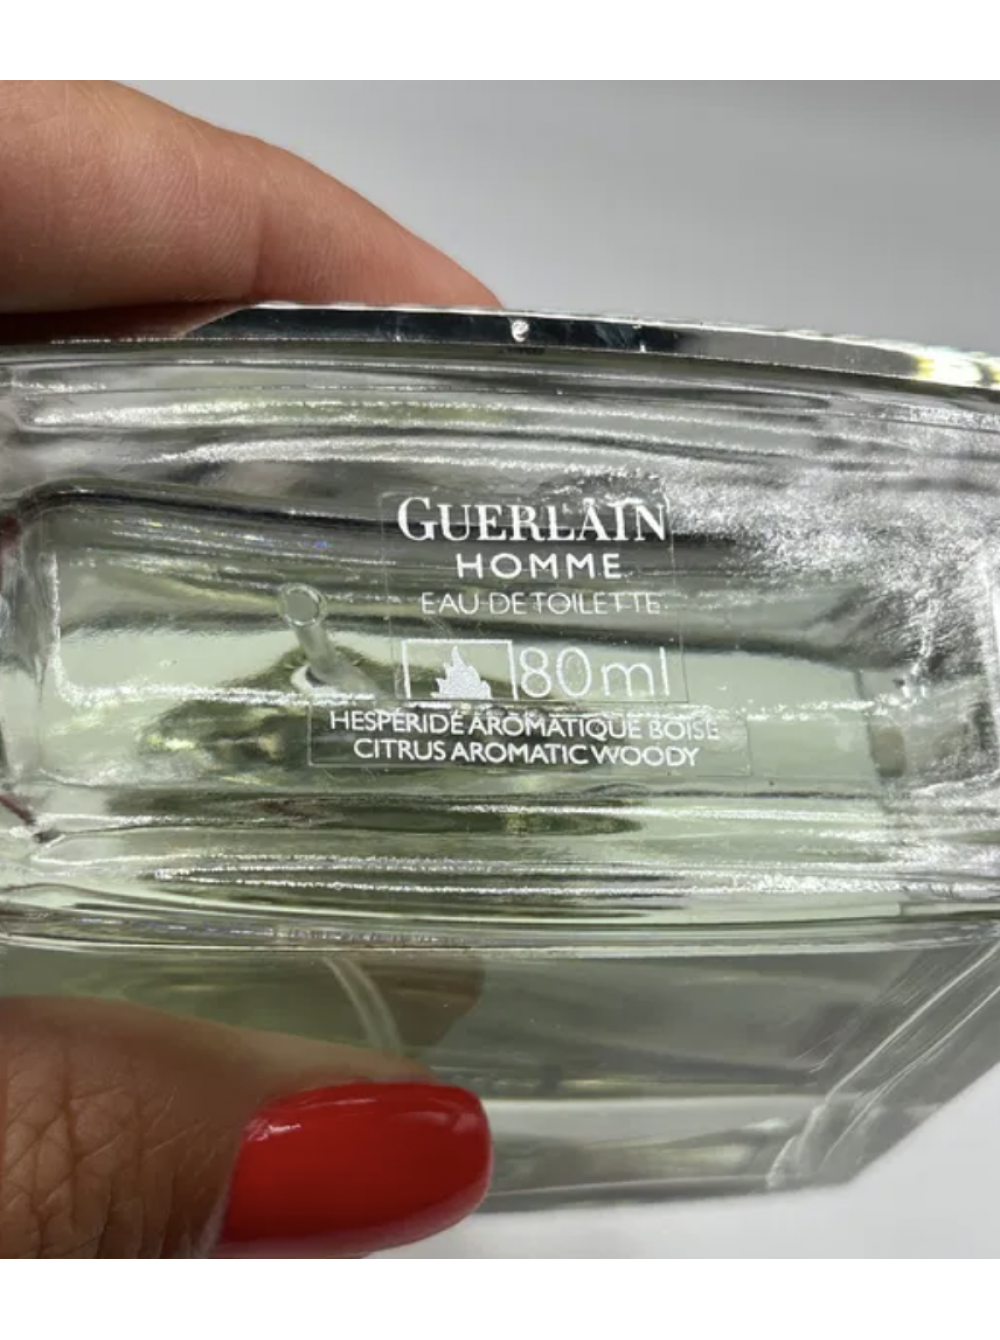 GUERLAIN
HOMME
EAU DE TOILETTE
80ml
HESPÉRIDÉ AROMATIQUE BOISÉ
CITRUS AROMATIC WOODY